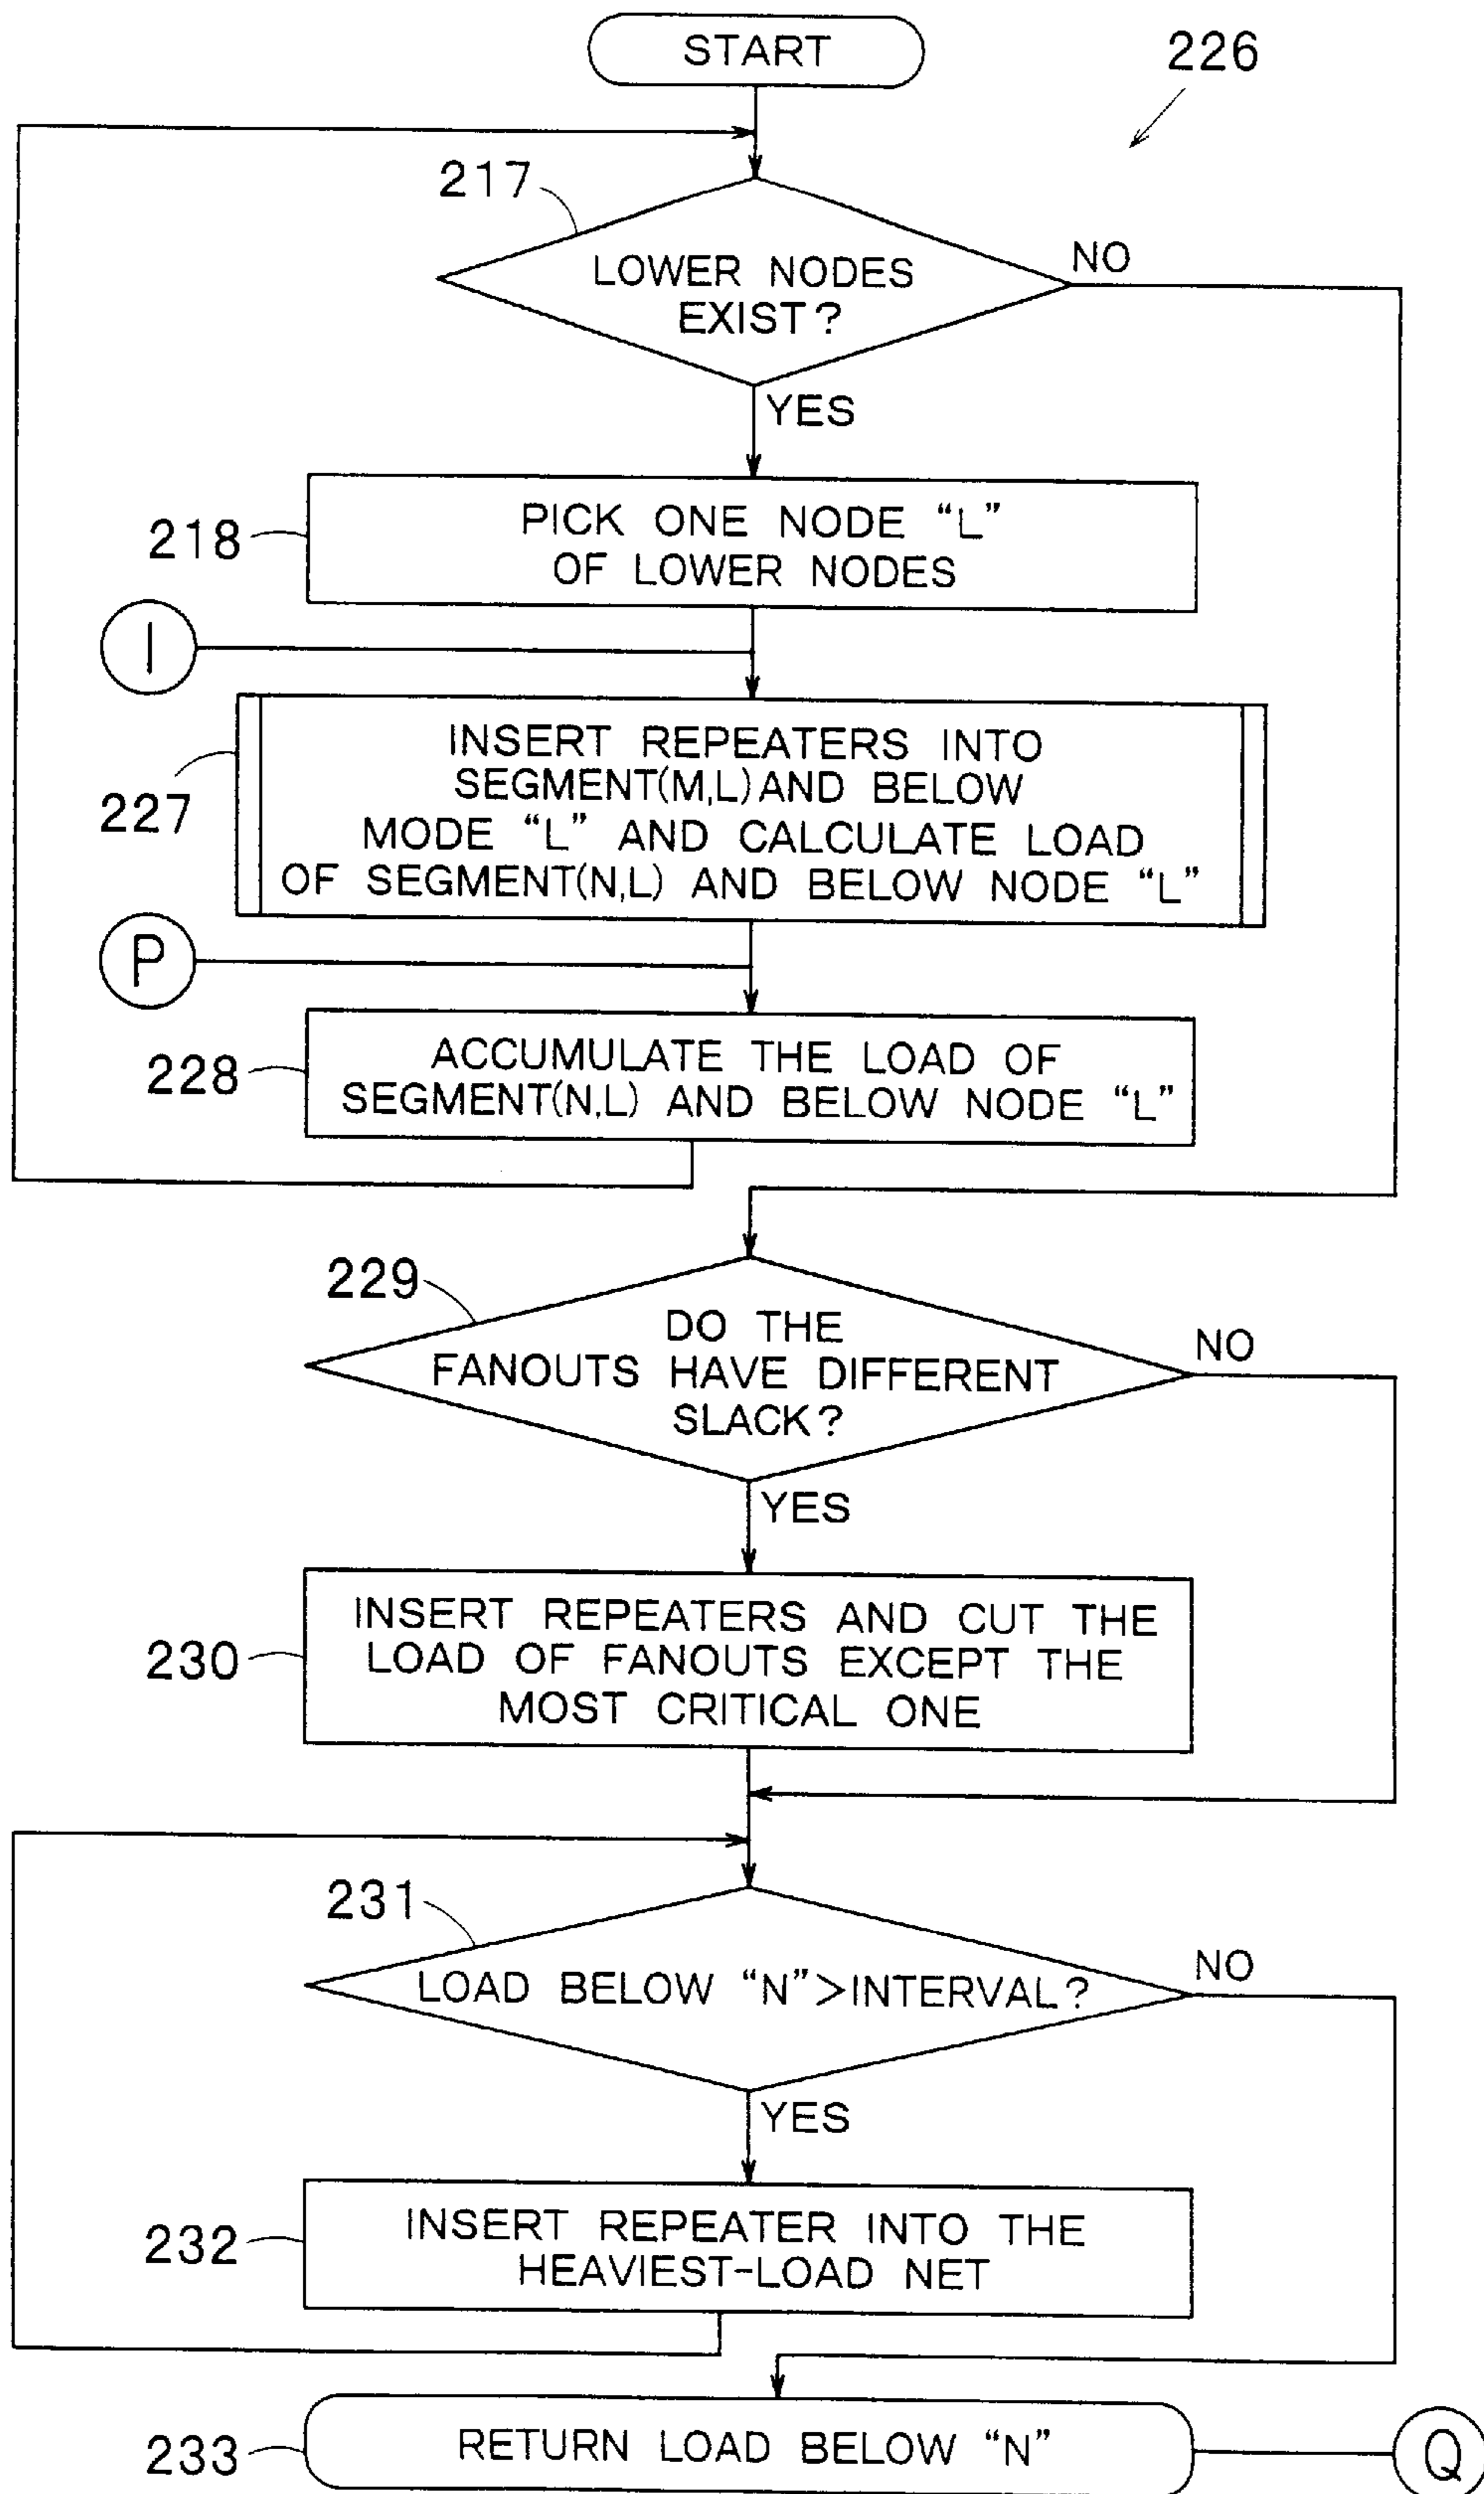 START
226
217
LOWER NODES
EXIST?
NO
YES
218
PICK ONE NODE “L”
OF LOWER NODES
I
227
INSERT REPEATERS INTO
SEGMENT(M,L)AND BELOW
MODE “L” AND CALCULATE LOAD
OF SEGMENT(N,L) AND BELOW NODE “L”
P
228
ACCUMULATE THE LOAD OF
SEGMENT(N,L) AND BELOW NODE “L”
229
DO THE
FANOUTS HAVE DIFFERENT
SLACK?
NO
YES
230
INSERT REPEATERS AND CUT THE
LOAD OF FANOUTS EXCEPT THE
MOST CRITICAL ONE
231
LOAD BELOW “N”>INTERVAL?
NO
YES
232
INSERT REPEATER INTO THE
HEAVIEST-LOAD NET
233
RETURN LOAD BELOW “N”
Q